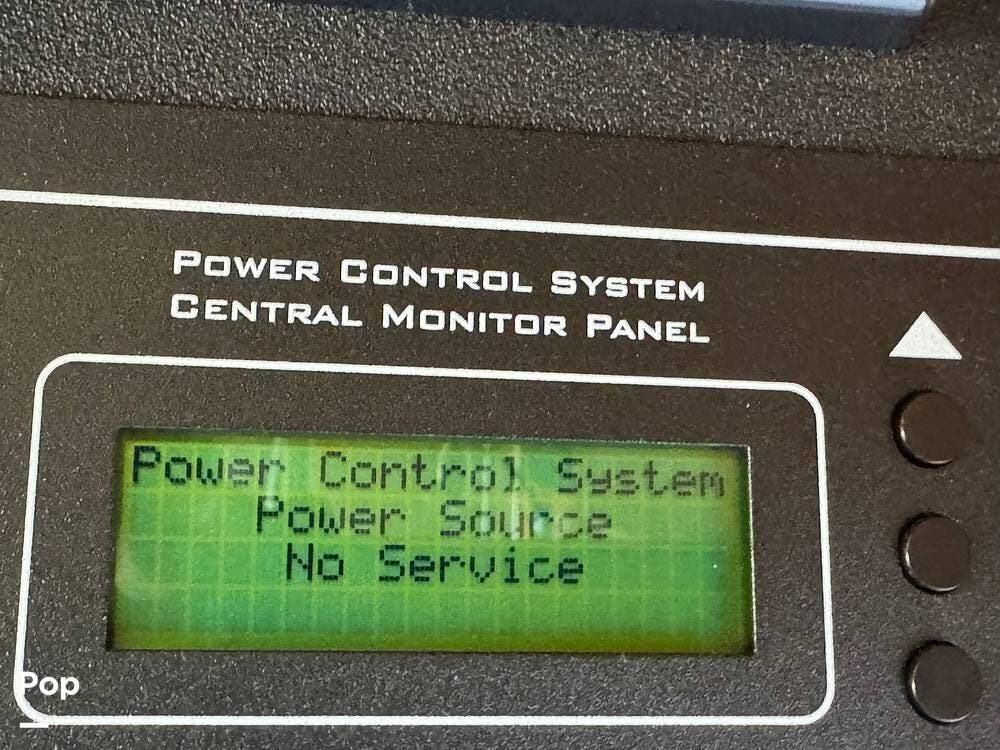 POWER CONTROL SYSTEM
CENTRAL MONITOR PANEL
Power Control System
Power Source
No Service
Pop